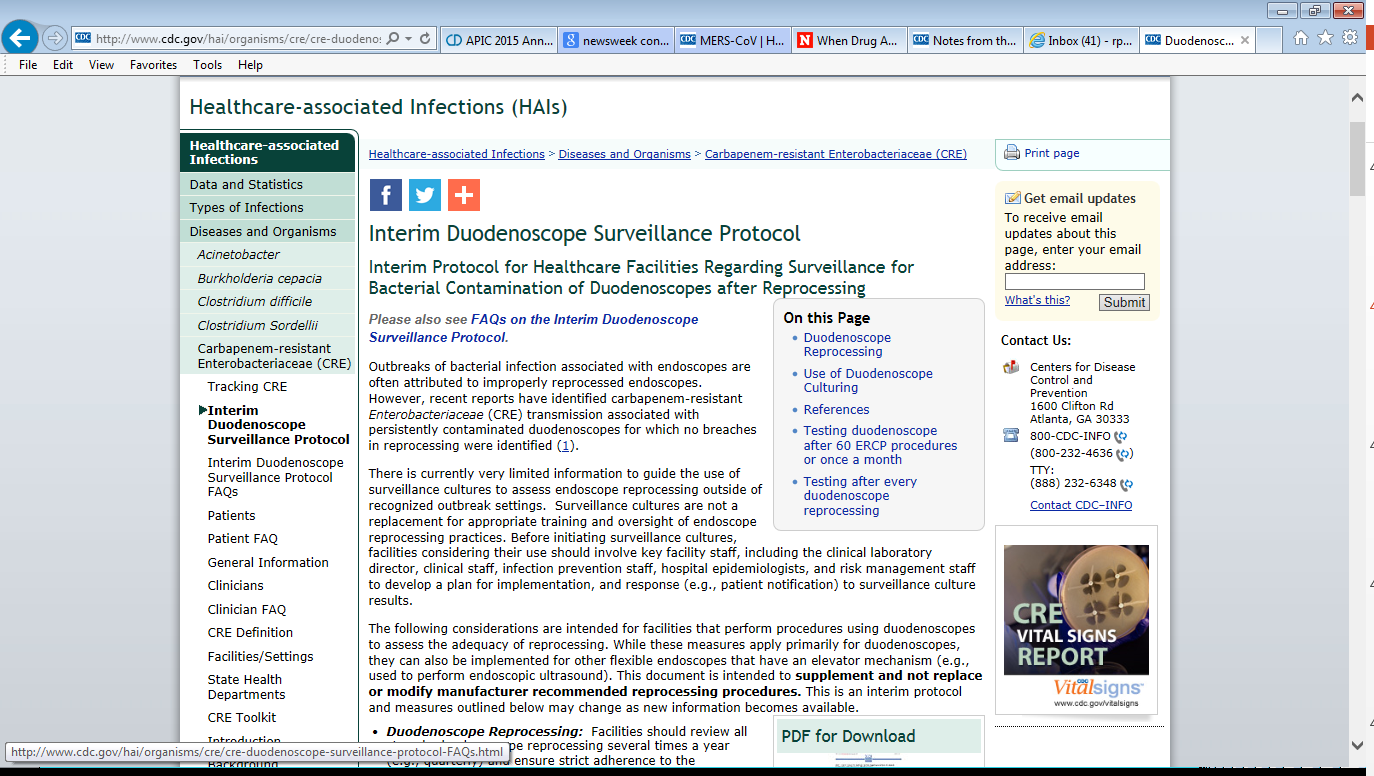 http://www.cdc.gov/hai/organisms/cre/cre-duodenos
APIC 2015 Ann...
newsweek con...
MERS-CoV | H...
When Drug A...
Notes from th...
Inbox (41) - rp...
Duodenosc...
File Edit View Favorites Tools Help
Healthcare-associated Infections (HAIs)
Healthcare-associated
Infections
Data and Statistics
Types of Infections
Diseases and Organisms
Acinetobacter
Burkholderia cepacia
Clostridium difficile
Clostridium Sordellii
Carbapenem-resistant
Enterobacteriaceae (CRE)
Tracking CRE
Interim
Duodenoscope
Surveillance Protocol
Interim Duodenoscope
Surveillance Protocol
FAQs
Patients
Patient FAQ
General Information
Clinicians
Clinician FAQ
CRE Definition
Facilities/Settings
State Health
Departments
CRE Toolkit
Healthcare-associated Infections > Diseases and Organisms > Carbapenem-resistant Enterobacteriaceae (CRE)
Interim Duodenoscope Surveillance Protocol
Interim Protocol for Healthcare Facilities Regarding Surveillance for
Bacterial Contamination of Duodenoscopes after Reprocessing
Please also see FAQs on the Interim Duodenoscope
Surveillance Protocol.
Outbreaks of bacterial infection associated with endoscopes are
often attributed to improperly reprocessed endoscopes.
However, recent reports have identified carbapenem-resistant
Enterobacteriaceae (CRE) transmission associated with
persistently contaminated duodenoscopes for which no breaches
in reprocessing were identified (1).
There is currently very limited information to guide the use of
surveillance cultures to assess endoscope reprocessing outside of
recognized outbreak settings. Surveillance cultures are not a
replacement for appropriate training and oversight of endoscope
reprocessing practices. Before initiating surveillance cultures,
facilities considering their use should involve key facility staff, including the clinical laboratory
director, clinical staff, infection prevention staff, hospital epidemiologists, and risk management staff
to develop a plan for implementation, and response (e.g., patient notification) to surveillance culture
results.
The following considerations are intended for facilities that perform procedures using duodenoscopes
to assess the adequacy of reprocessing. While these measures apply primarily for duodenoscopes,
they can also be implemented for other flexible endoscopes that have an elevator mechanism (e.g.,
used to perform endoscopic ultrasound). This document is intended to supplement and not replace
or modify manufacturer recommended reprocessing procedures. This is an interim protocol
and measures outlined below may change as new information becomes available.
• Duodenoscope Reprocessing: Facilities should review all
reprocessing several times a year
ensure strict adherence to the
On this Page
• Duodenoscope
Reprocessing
• Use of Duodenoscope
Culturing
• References
• Testing duodenoscope
after 60 ERCP procedures
or once a month
• Testing after every
duodenoscope
reprocessing
PDF for Download
Print page
Get email updates
To receive email
updates about this
page, enter your email
address:
What's this?
Submit
Contact Us:
Centers for Disease
Control and
Prevention
1600 Clifton Rd
Atlanta, GA 30333
800-CDC-INFO
(800-232-4636)
TTY:
(888) 232-6348
Contact CDC–INFO
CRE
VITAL SIGNS
REPORT
CDC
Vitalsigns™
www.cdc.gov/vitalsigns
http://www.cdc.gov/hai/organisms/cre/cre-duodenoscope-surveillance-protocol-FAQs.html